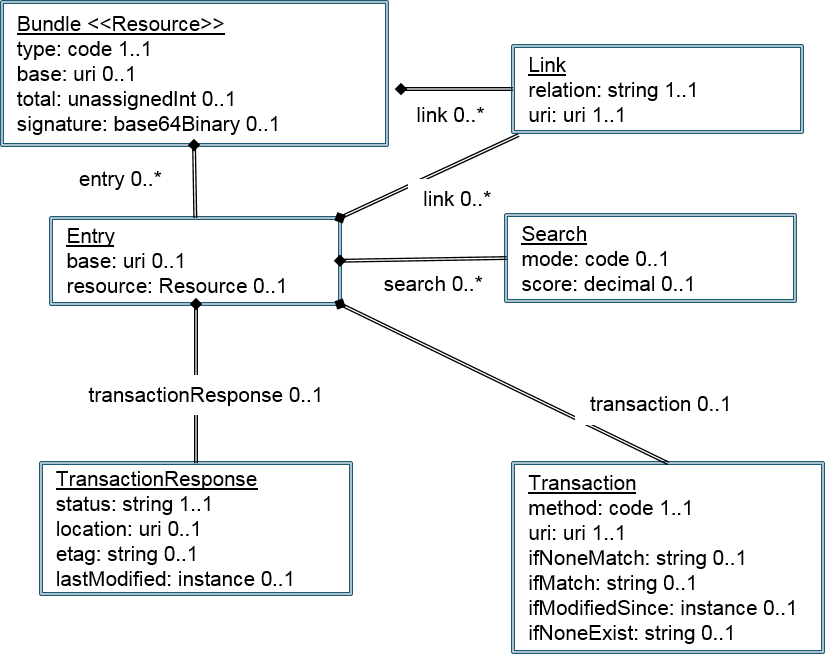 Bundle <<Resource>>
type: code 1..1
base: uri 0..1
total: unassignedInt 0..1
signature: base64Binary 0..1
Link
relation: string 1..1
uri: uri 1..1
link 0..*
entry 0..*
link 0..*
Entry
base: uri 0..1
resource: Resource 0..1
Search
mode: code 0..1
score: decimal 0..1
search 0..*
transactionResponse 0..1
transaction 0..1
TransactionResponse
status: string 1..1
location: uri 0..1
etag: string 0..1
lastModified: instance 0..1
Transaction
method: code 1..1
uri: uri 1..1
ifNoneMatch: string 0..1
ifMatch: string 0..1
ifModifiedSince: instance 0..1
ifNoneExist: string 0..1